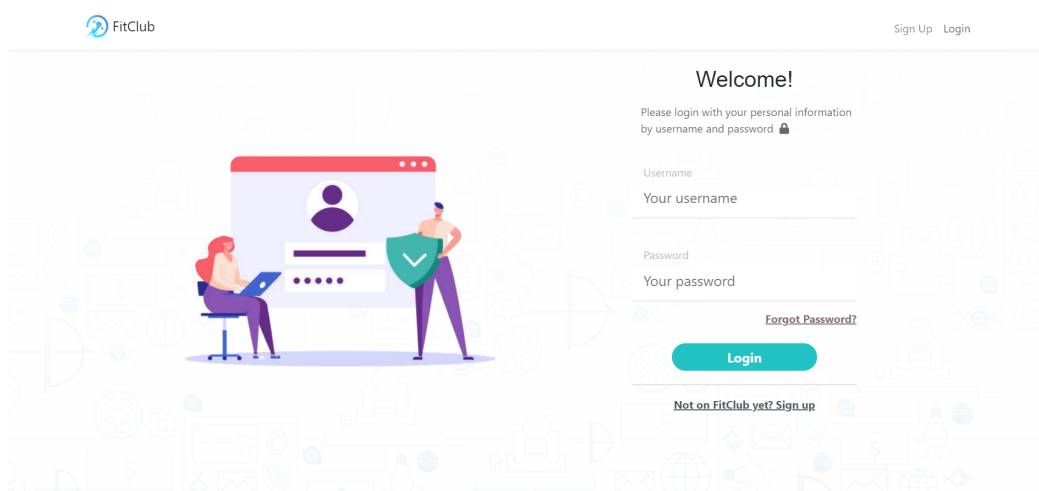 FitClub
Sign Up Login
Welcome!
Please login with your personal information
by username and password
Username
Your username
Password
Your password
Forgot Password?
Login
Not on FitClub yet? Sign up